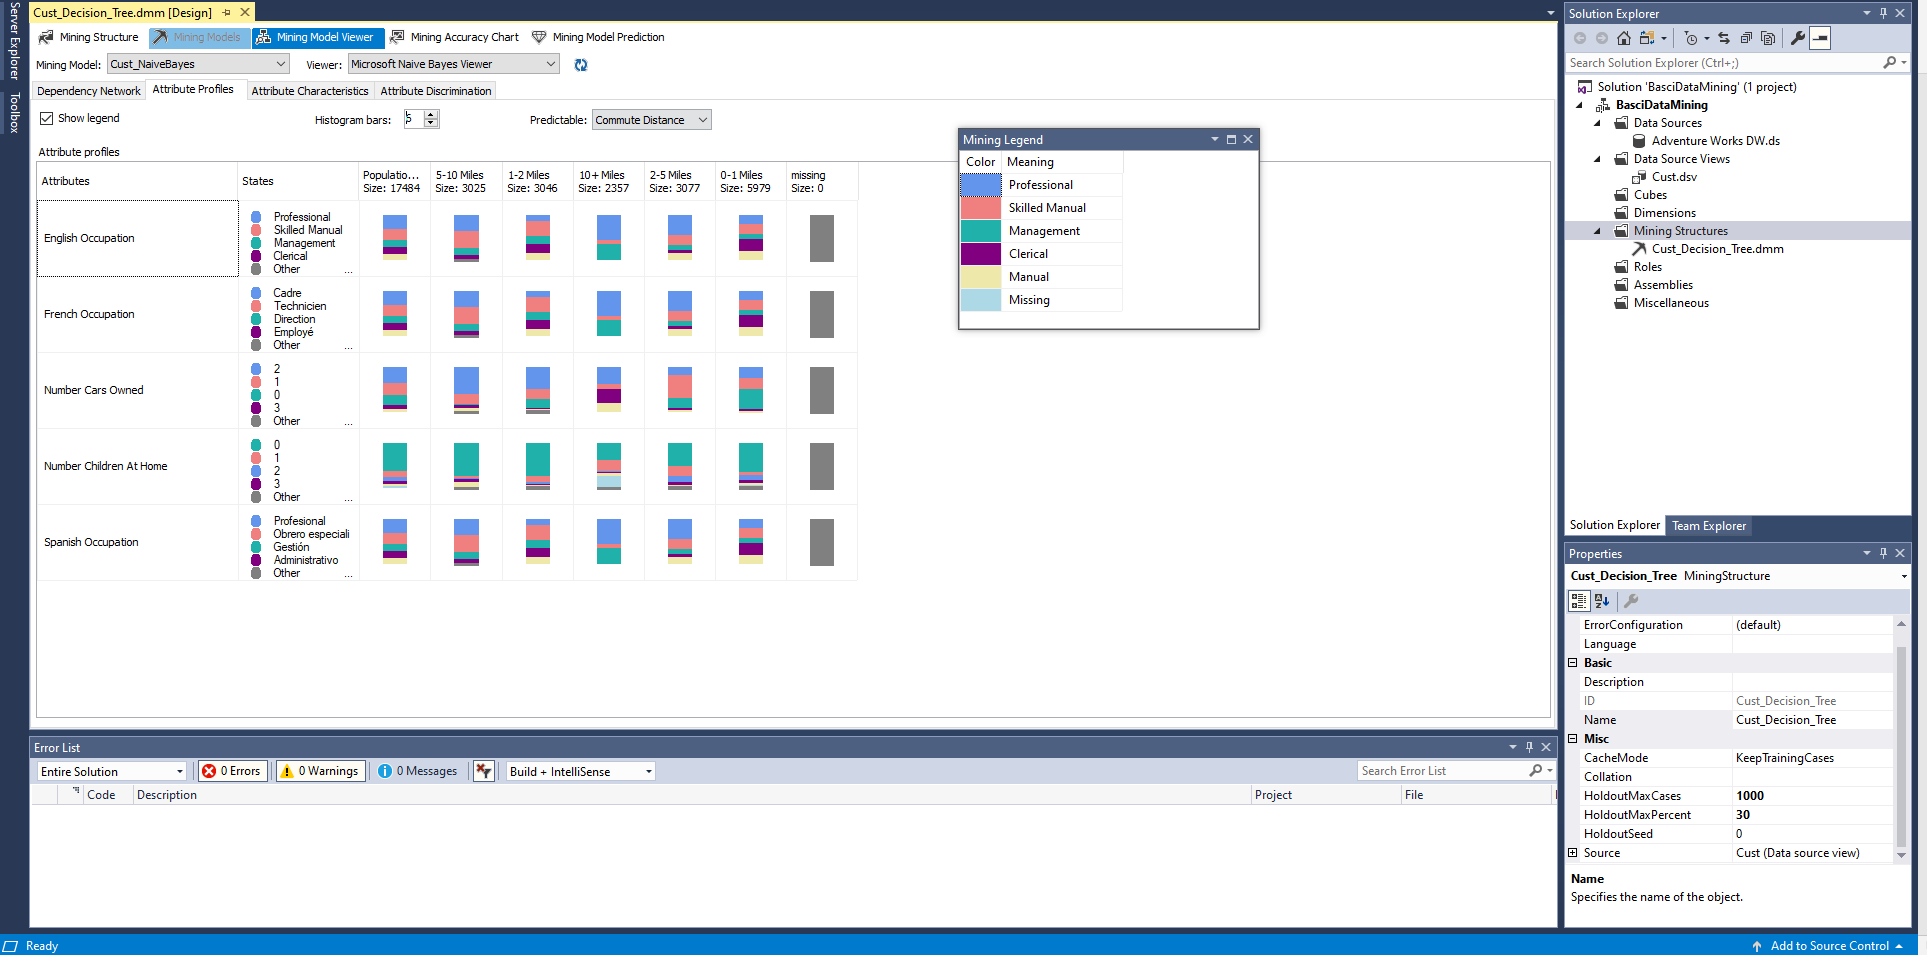 Server Explorer
Toolbox
Cust_Decision_Tree.dmm [Design]
Mining Structure
Mining Models
Mining Model Viewer
Mining Accuracy Chart
Mining Model Prediction
Mining Model: Cust_NaiveBayes Viewer: Microsoft Naive Bayes Viewer
Dependency Network Attribute Profiles Attribute Characteristics Attribute Discrimination
Show legend Histogram bars: 5 Predictable: Commute Distance
Attribute profiles
Attributes States
Populatio... 5-10 Miles 1-2 Miles 10+ Miles 2-5 Miles 0-1 Miles missing
Size: 17484 Size: 3025 Size: 3046 Size: 2357 Size: 3077 Size: 5979 Size: 0
English Occupation
Professional
Skilled Manual
Management
Clerical
Other ...
French Occupation
Cadre
Technicien
Direction
Employé
Other ...
Number Cars Owned
2
1
0
3
Other ...
Number Children At Home
0
1
2
3
Other ...
Spanish Occupation
Profesional
Obrero especiali
Gestión
Administrativo
Other ...
Mining Legend
Color Meaning
Professional
Skilled Manual
Management
Clerical
Manual
Missing
Error List
Entire Solution 0 Errors 0 Warnings 0 Messages Build + IntelliSense Search Error List
Code Description Project File
Solution Explorer
Search Solution Explorer (Ctrl+;)
Solution 'BasciDataMining' (1 project)
BasciDataMining
Data Sources
Adventure Works DW.ds
Data Source Views
Cust.dsv
Cubes
Dimensions
Mining Structures
Cust_Decision_Tree.dmm
Roles
Assemblies
Miscellaneous
Solution Explorer Team Explorer
Properties
Cust_Decision_Tree MiningStructure
ErrorConfiguration (default)
Language
Basic
Description
ID Cust_Decision_Tree
Name Cust_Decision_Tree
Misc
CacheMode KeepTrainingCases
Collation
HoldoutMaxCases 1000
HoldoutMaxPercent 30
HoldoutSeed 0
Source Cust (Data source view)
Name
Specifies the name of the object.
Ready
Add to Source Control